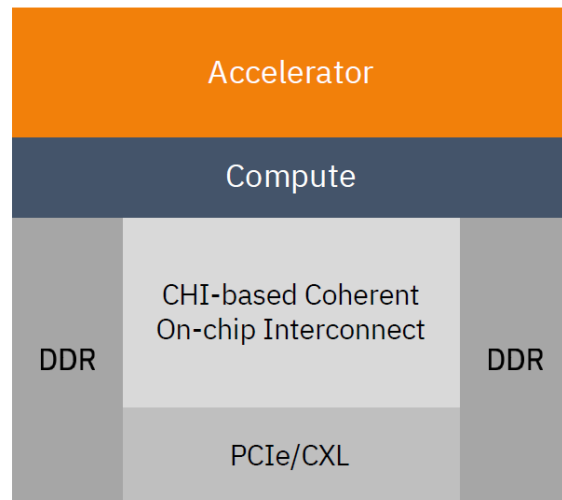 Accelerator
Compute
CHI-based Coherent
On-chip Interconnect
DDR
DDR
PCIe/CXL